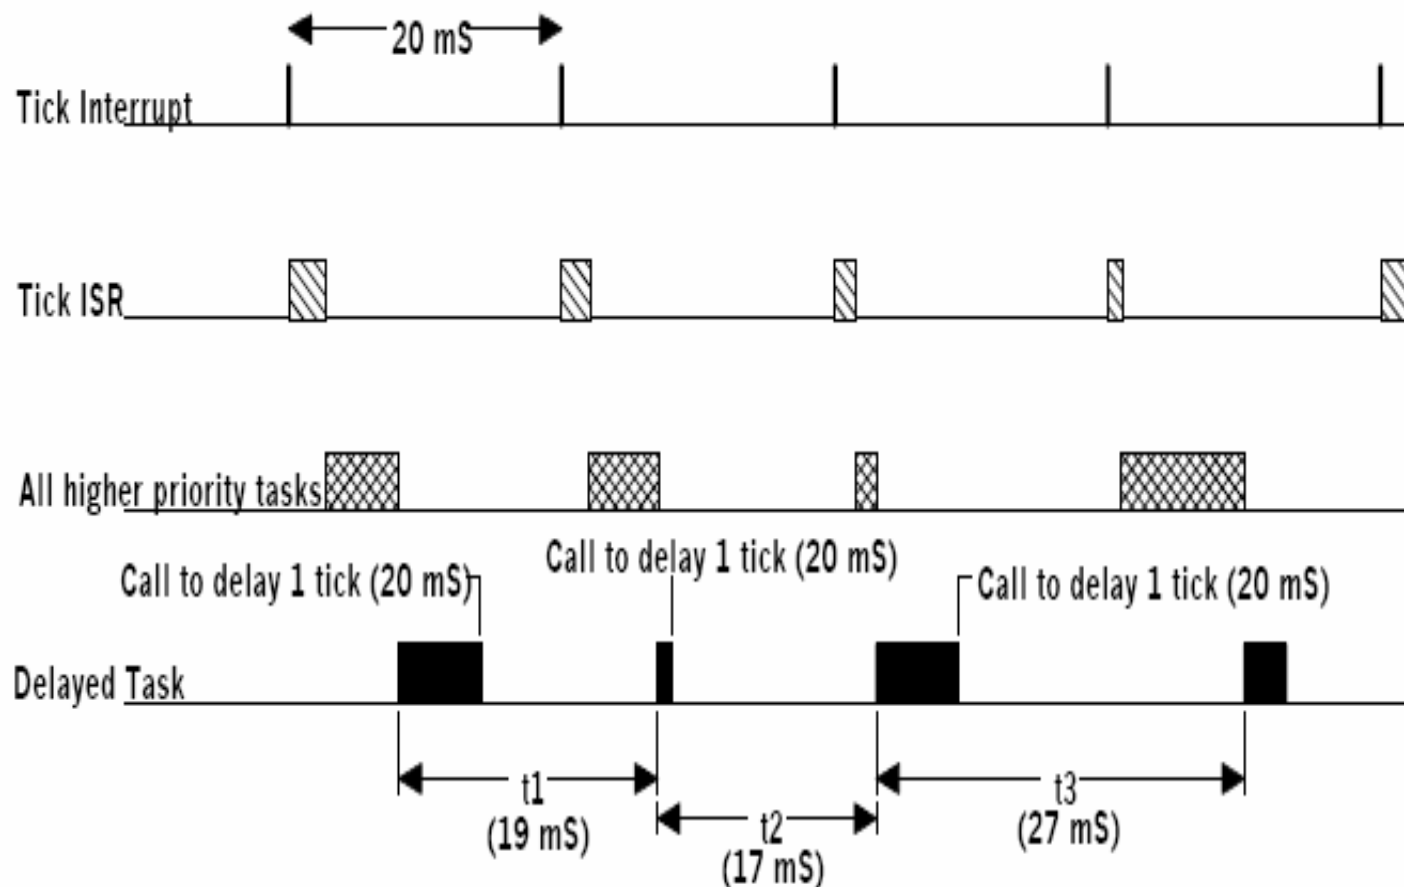 20 mS
Tick Interrupt
Tick ISR
All higher priority tasks
Call to delay 1 tick (20 mS)
Call to delay 1 tick (20 mS)
Call to delay 1 tick (20 mS)
Delayed Task
t1
(19 mS)
t2
(17 mS)
t3
(27 mS)